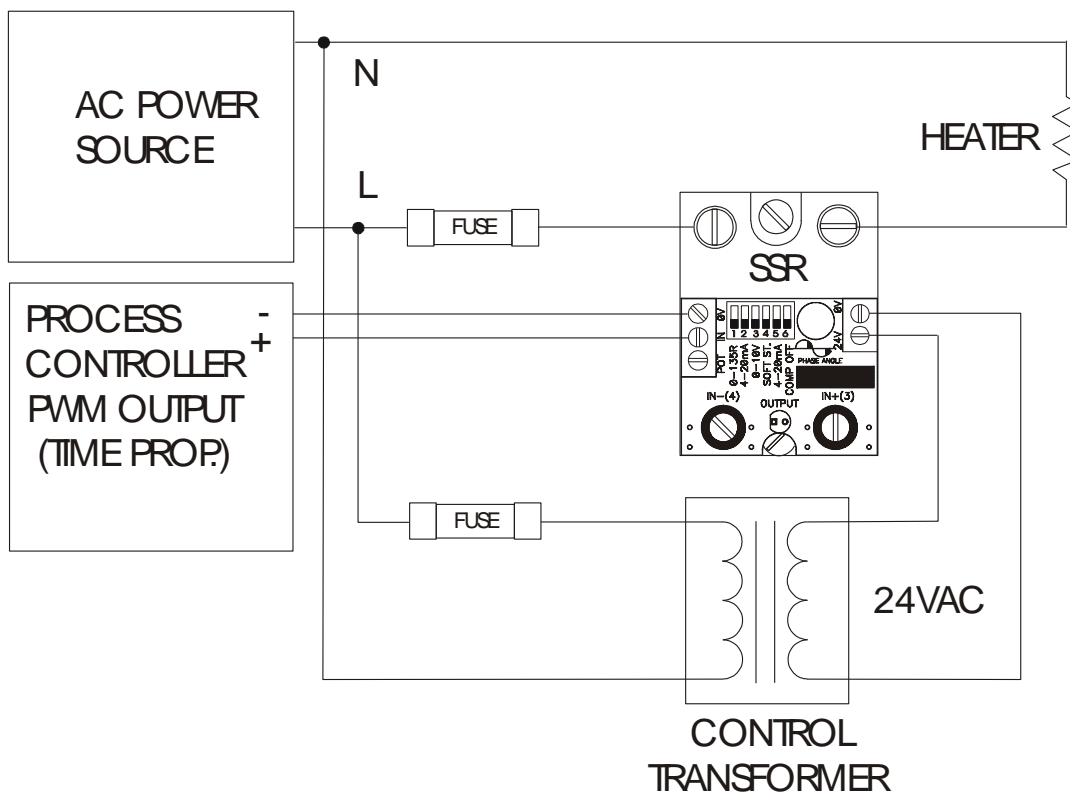 AC POWER
SOURCE
N
L
HEATER
FUSE
SSR
PROCESS -
CONTROLLER +
PWM OUTPUT
(TIME PROP.)
0V
IN
POT
1 2 3 4 5 6
0-135R
4-20mA
0-10V
SOFT ST.
4-20mA
COMP OFF
0V
24V
PHASE ANGLE
IN-(4)
OUTPUT
IN+(3)
FUSE
24VAC
CONTROL
TRANSFORMER